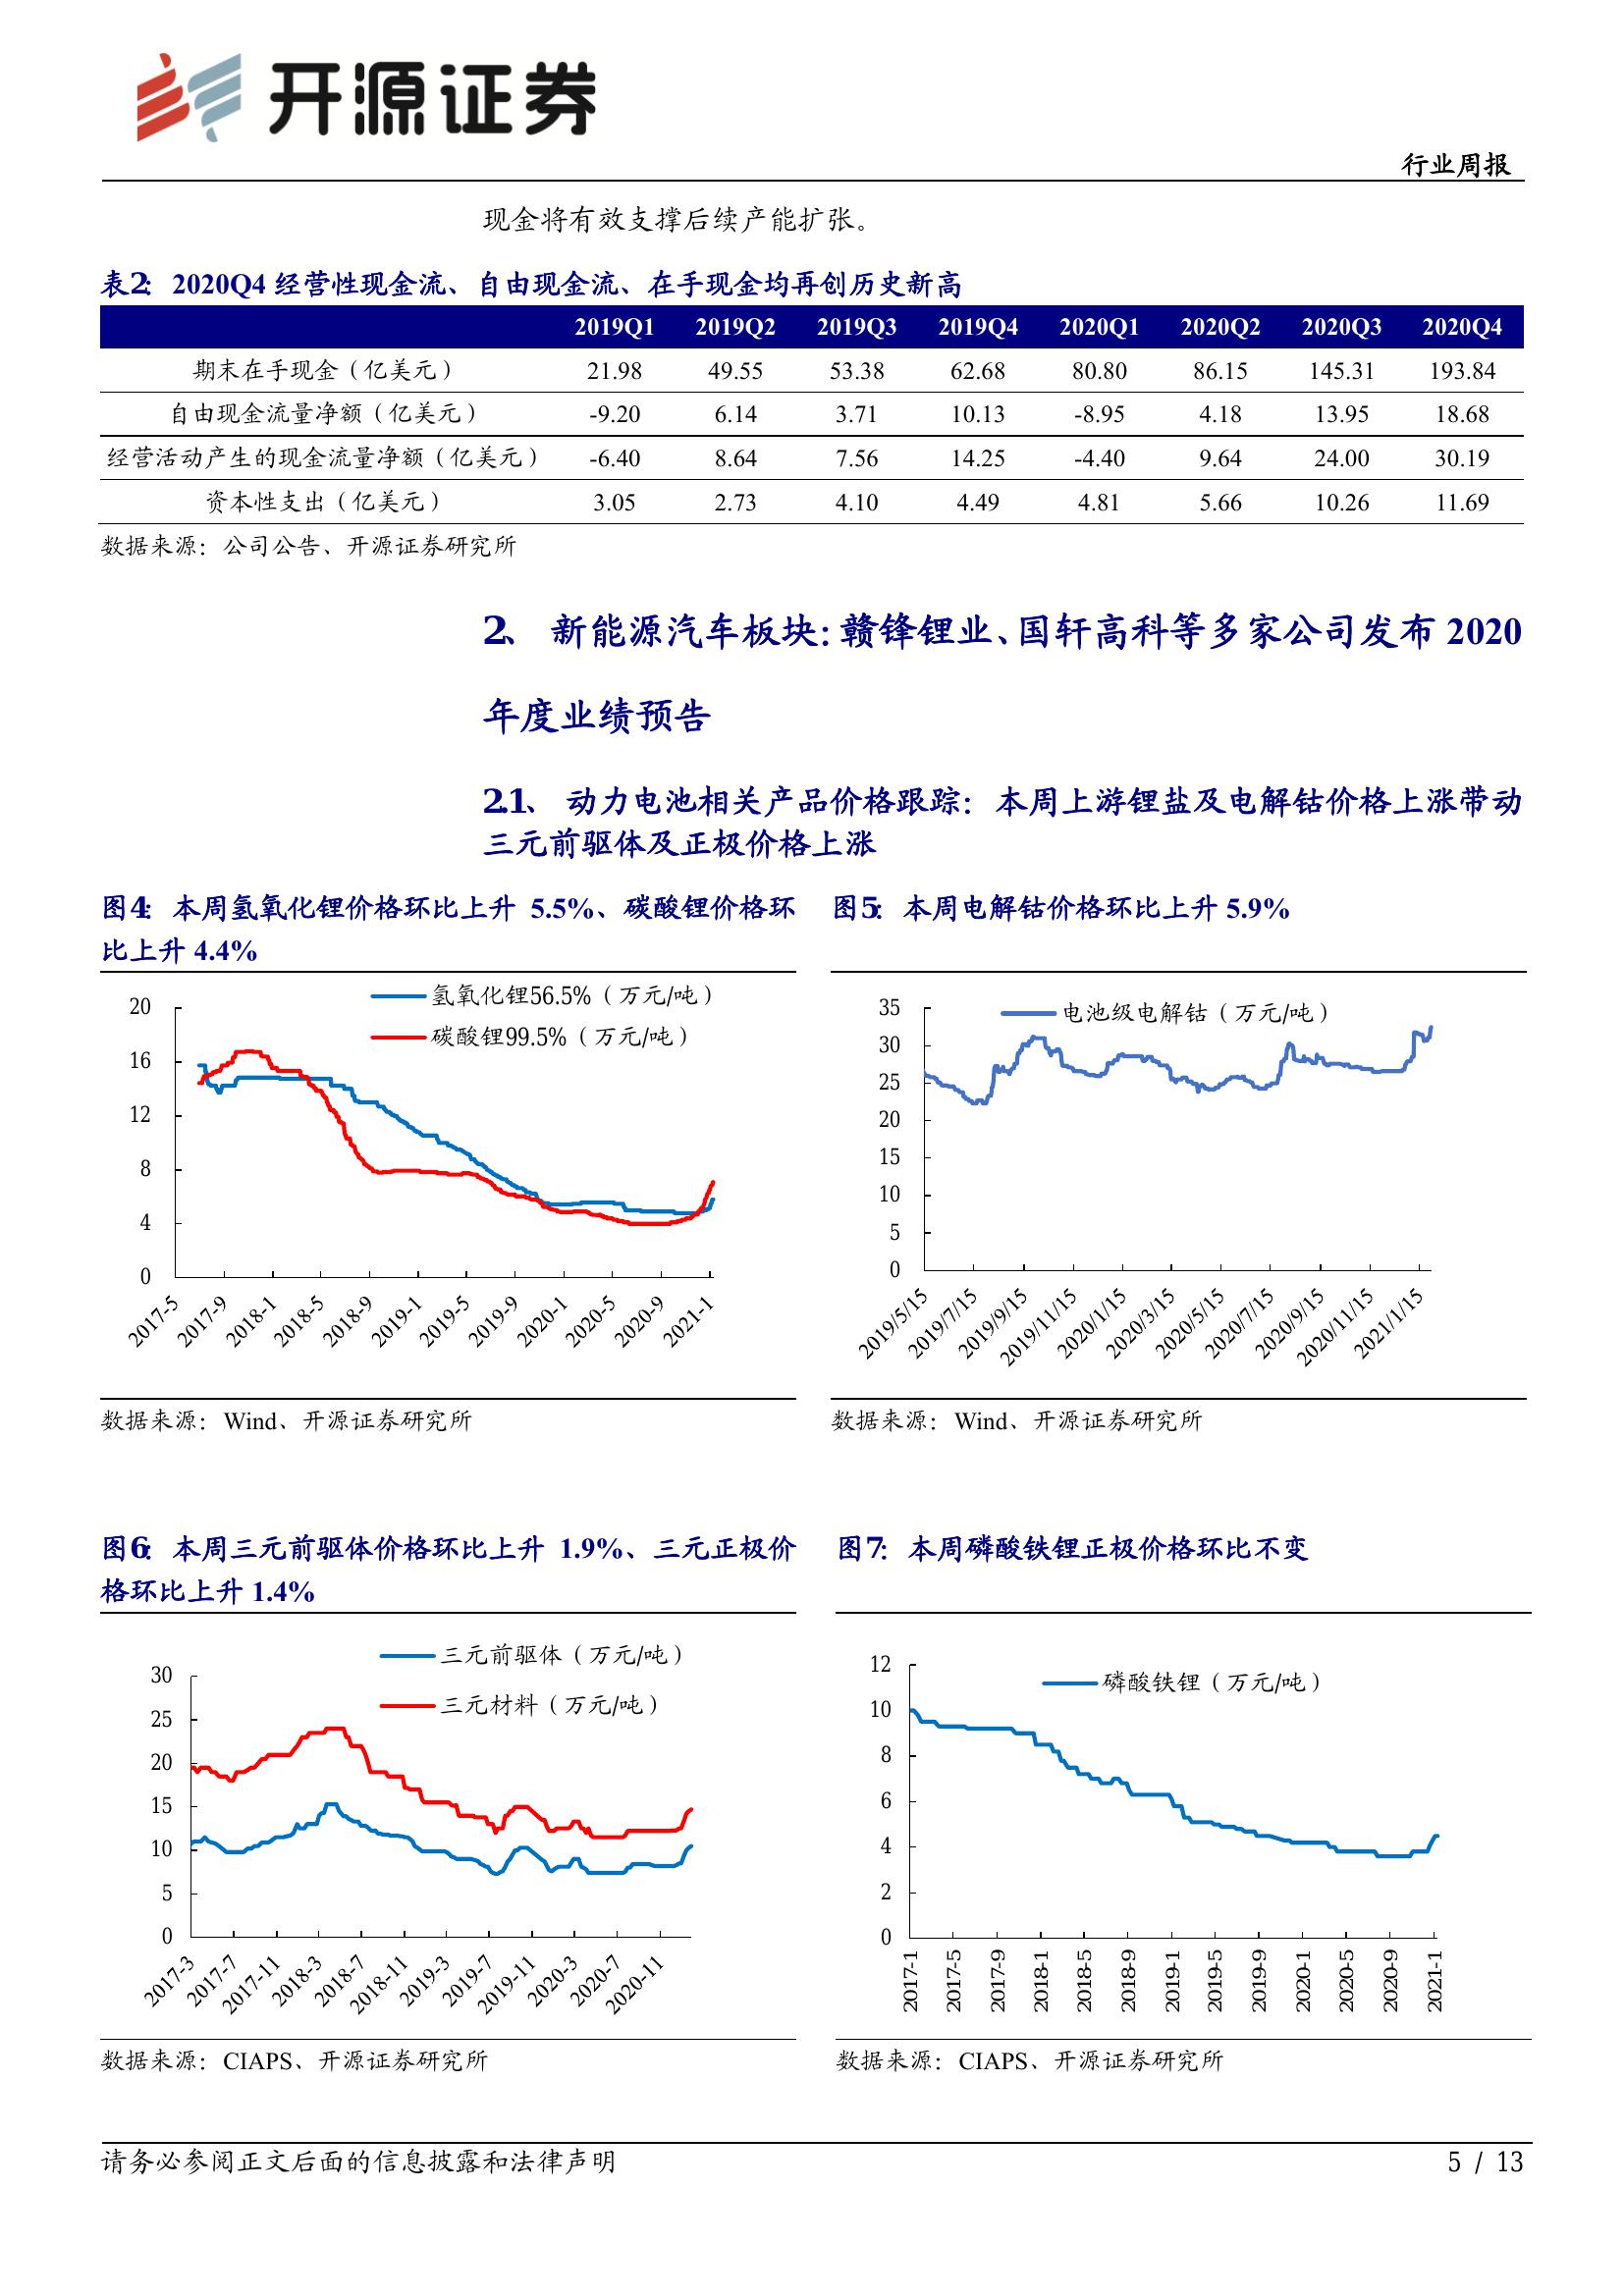 开源证券
行业周报
现金将有效支撑后续产能扩张。
表2： 2020Q4 经营性现金流、自由现金流、在手现金均再创历史新高
2019Q1 2019Q2 2019Q3 2019Q4 2020Q1 2020Q2 2020Q3 2020Q4
期末在手现金（亿美元） 21.98 49.55 53.38 62.68 80.80 86.15 145.31 193.84
自由现金流量净额（亿美元） -9.20 6.14 3.71 10.13 -8.95 4.18 13.95 18.68
经营活动产生的现金流量净额（亿美元） -6.40 8.64 7.56 14.25 -4.40 9.64 24.00 30.19
资本性支出（亿美元） 3.05 2.73 4.10 4.49 4.81 5.66 10.26 11.69
数据来源：公司公告、开源证券研究所
2、 新能源汽车板块：赣锋锂业、国轩高科等多家公司发布 2020
年度业绩预告
2.1、 动力电池相关产品价格跟踪：本周上游锂盐及电解钴价格上涨带动
三元前驱体及正极价格上涨
图4： 本周氢氧化锂价格环比上升 5.5%、碳酸锂价格环
比上升 4.4%
氢氧化锂56.5%（万元/吨）
碳酸锂99.5%（万元/吨）
20
16
12
8
4
0
2017-5 2017-9 2018-1 2018-5 2018-9 2019-1 2019-5 2019-9 2020-1 2020-5 2020-9 2021-1
数据来源：Wind、开源证券研究所
图5： 本周电解钴价格环比上升 5.9%
电池级电解钴（万元/吨）
35
30
25
20
15
10
5
0
2019/5/15 2019/7/15 2019/9/15 2019/11/15 2020/1/15 2020/3/15 2020/5/15 2020/7/15 2020/9/15 2020/11/15 2021/1/15
数据来源：Wind、开源证券研究所
图6： 本周三元前驱体价格环比上升 1.9%、三元正极价
格环比上升 1.4%
三元前驱体（万元/吨）
三元材料（万元/吨）
30
25
20
15
10
5
0
2017-3 2017-7 2017-11 2018-3 2018-7 2018-11 2019-3 2019-7 2019-11 2020-3 2020-7 2020-11
数据来源：CIAPS、开源证券研究所
图7： 本周磷酸铁锂正极价格环比不变
磷酸铁锂（万元/吨）
12
10
8
6
4
2
0
2017-1 2017-5 2017-9 2018-1 2018-5 2018-9 2019-1 2019-5 2019-9 2020-1 2020-5 2020-9 2021-1
数据来源：CIAPS、开源证券研究所
请务必参阅正文后面的信息披露和法律声明
5 / 13